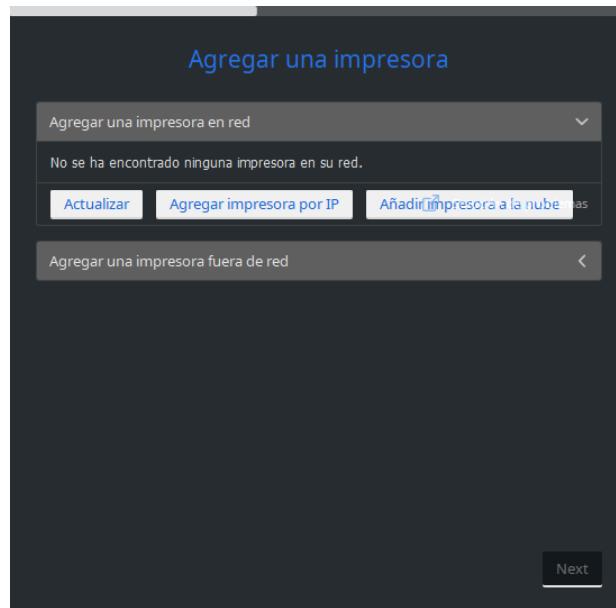 Agregar una impresora
Agregar una impresora en red
No se ha encontrado ninguna impresora en su red.
Actualizar Agregar impresora por IP Añadir impresora a la nube
Agregar una impresora fuera de red
Next